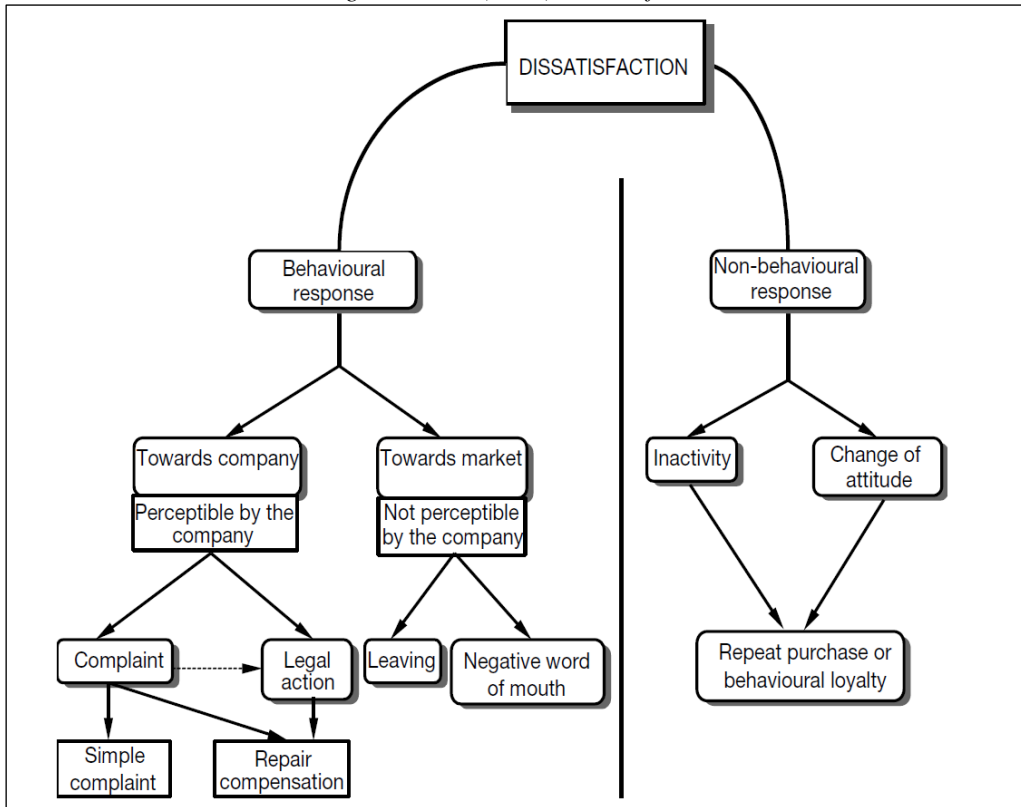 DISSATISFACTION
Behavioural
response
Non-behavioural
response
Towards company
Perceptible by the
company
Towards market
Not perceptible
by the company
Inactivity
Change of
attitude
Complaint
Legal
action
Leaving
Negative word
of mouth
Repeat purchase or
behavioural loyalty
Simple
complaint
Repair
compensation